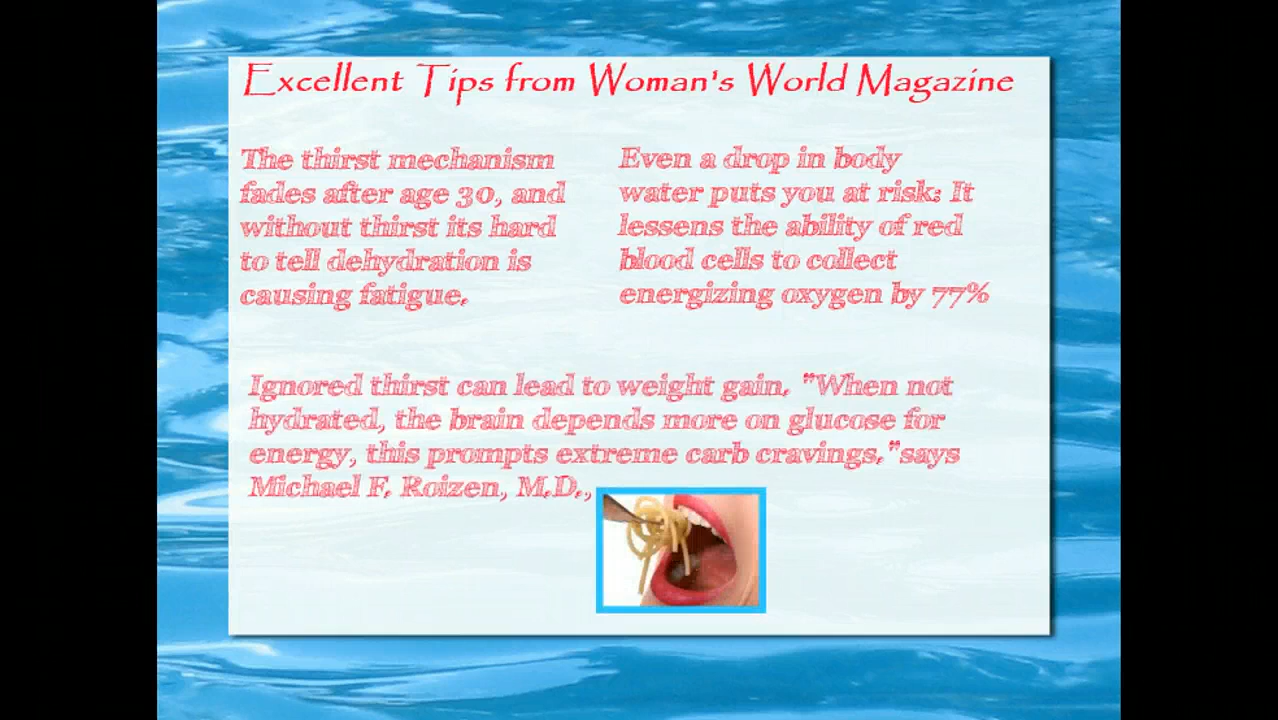 Excellent Tips from Woman's World Magazine
The thirst mechanism
fades after age 30, and
without thirst its hard
to tell dehydration is
causing fatigue.
Even a drop in body
water puts you at risk: It
lessens the ability of red
blood cells to collect
energizing oxygen by 77%
Ignored thirst can lead to weight gain. "When not
hydrated, the brain depends more on glucose for
energy, this prompts extreme carb cravings."says
Michael F. Roizen, M.D.,